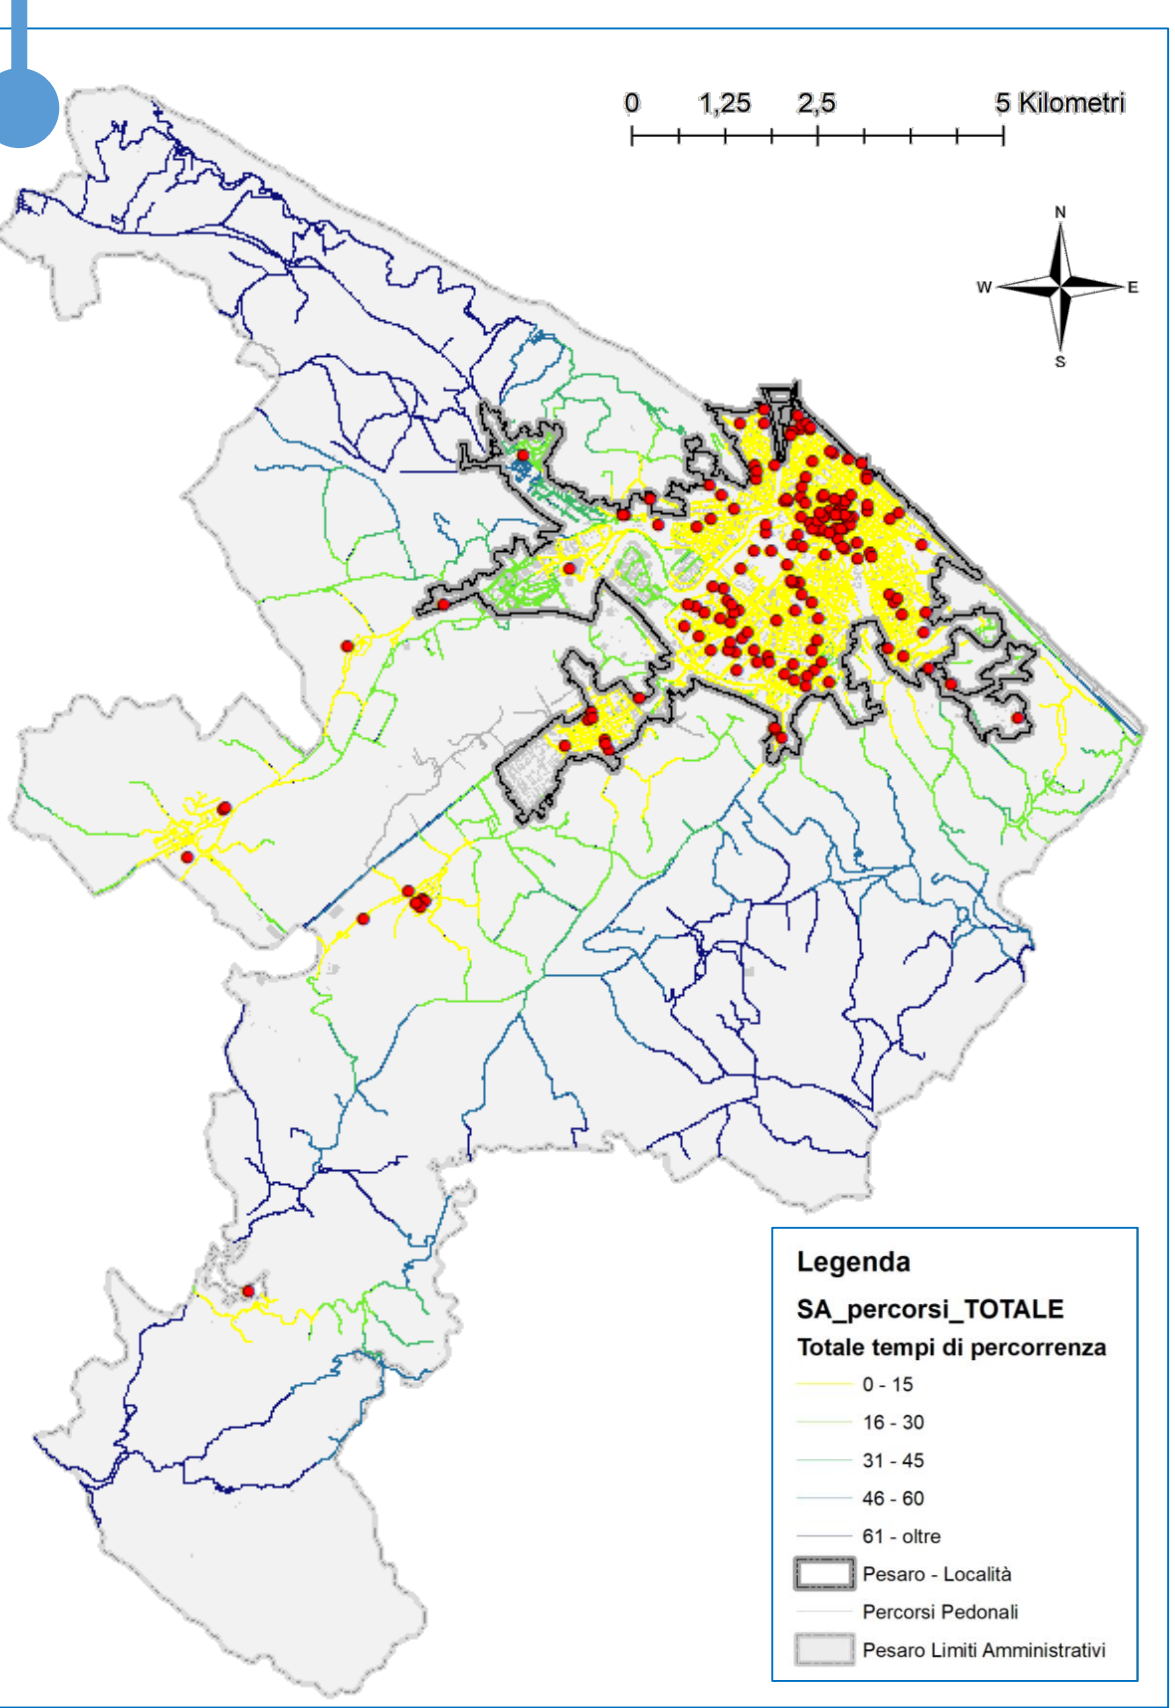 0 1,25 2,5 5 Kilometri
N
W E
S
Legenda
SA_percorsi_TOTALE
Totale tempi di percorrenza
0 - 15
16 - 30
31 - 45
46 - 60
61 - oltre
Pesaro - Località
Percorsi Pedonali
Pesaro Limiti Amministrativi